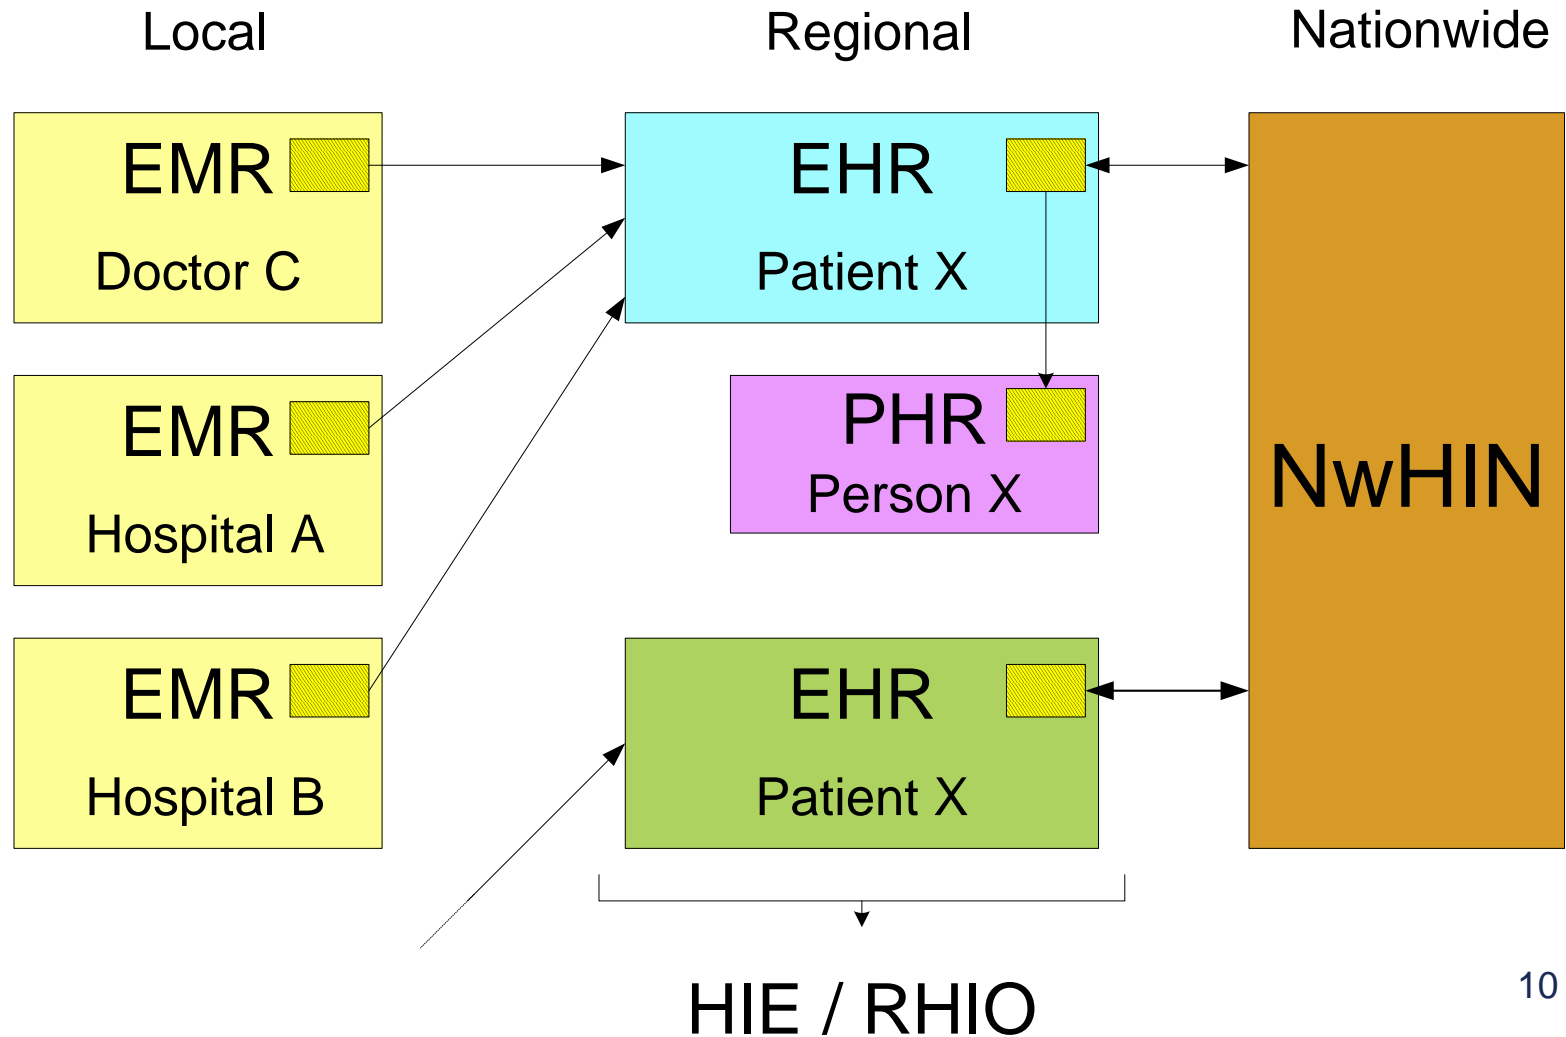 Local
Regional
Nationwide
EMR
Doctor C
EHR
Patient X
EMR
Hospital A
PHR
Person X
NwHIN
EMR
Hospital B
EHR
Patient X
HIE / RHIO
10